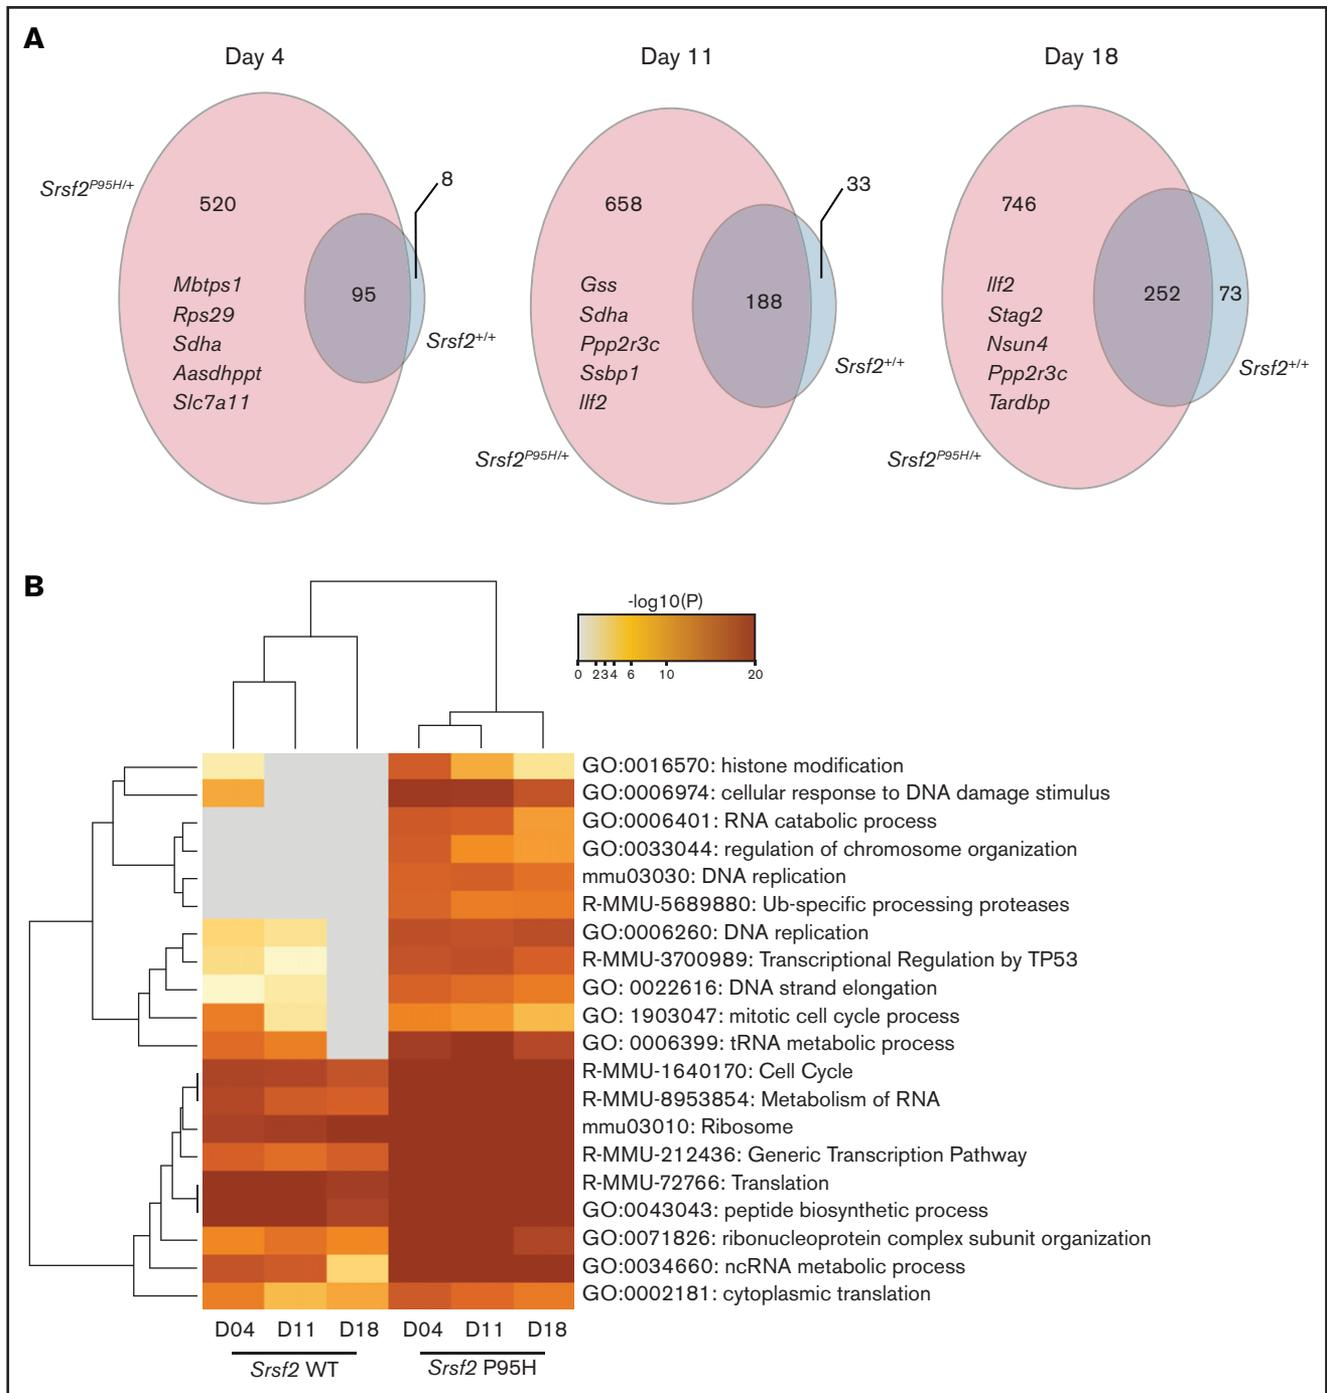 A
Day 4
Day 11
Day 18
Srsf2P95H/+
520
8
95
Mbtps1
Rps29
Sdha
Aasdhppt
Slc7a11
Srsf2+/+
658
33
188
Gss
Sdha
Ppp2r3c
Ssbp1
Ilf2
Srsf2+/+
Srsf2P95H/+
746
252
73
Ilf2
Stag2
Nsun4
Ppp2r3c
Tardbp
Srsf2+/+
Srsf2P95H/+
B
-log10(P)
0 2 3 4 6 10 20
GO:0016570: histone modification
GO:0006974: cellular response to DNA damage stimulus
GO:0006401: RNA catabolic process
GO:0033044: regulation of chromosome organization
mmu03030: DNA replication
R-MMU-5689880: Ub-specific processing proteases
GO:0006260: DNA replication
R-MMU-3700989: Transcriptional Regulation by TP53
GO: 0022616: DNA strand elongation
GO: 1903047: mitotic cell cycle process
GO: 0006399: tRNA metabolic process
R-MMU-1640170: Cell Cycle
R-MMU-8953854: Metabolism of RNA
mmu03010: Ribosome
R-MMU-212436: Generic Transcription Pathway
R-MMU-72766: Translation
GO:0043043: peptide biosynthetic process
GO:0071826: ribonucleoprotein complex subunit organization
GO:0034660: ncRNA metabolic process
GO:0002181: cytoplasmic translation
D04 D11 D18 D04 D11 D18
Srsf2 WT Srsf2 P95H